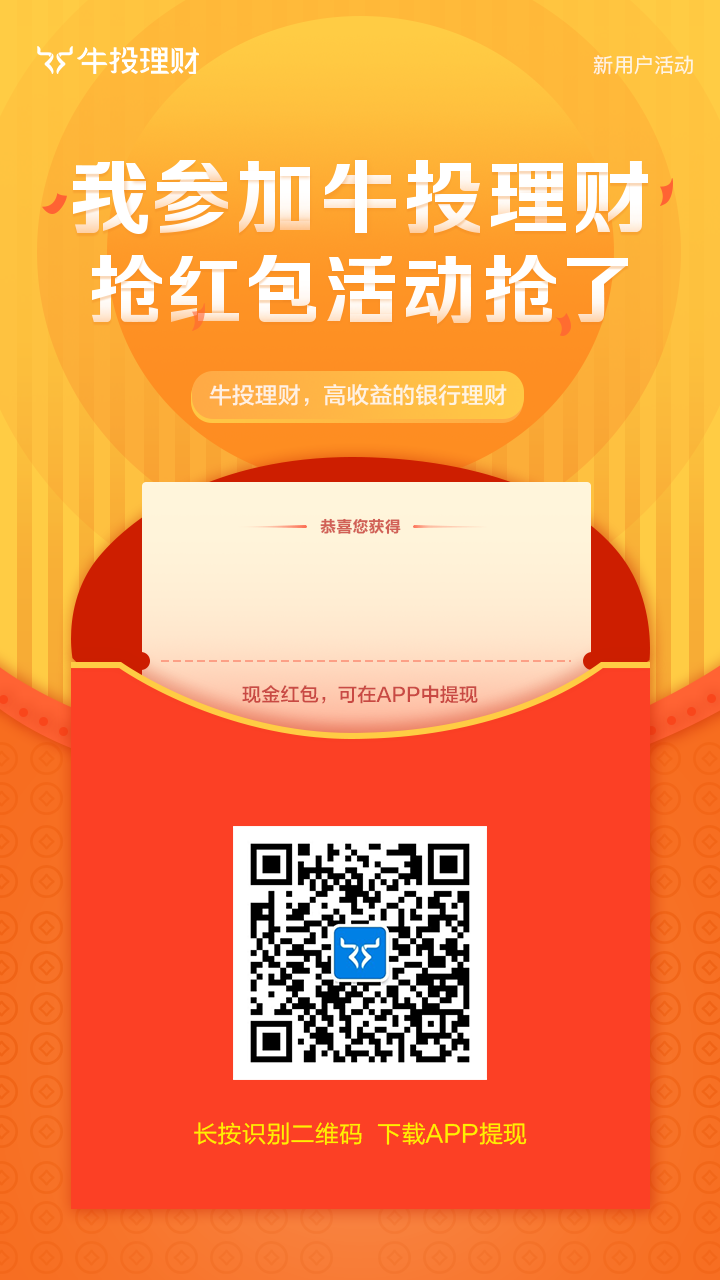 牛投理财
新用户活动
我参加牛投理财
抢红包活动抢了
牛投理财，高收益的银行理财
恭喜您获得
现金红包，可在APP中提现
长按识别二维码 下载APP提现